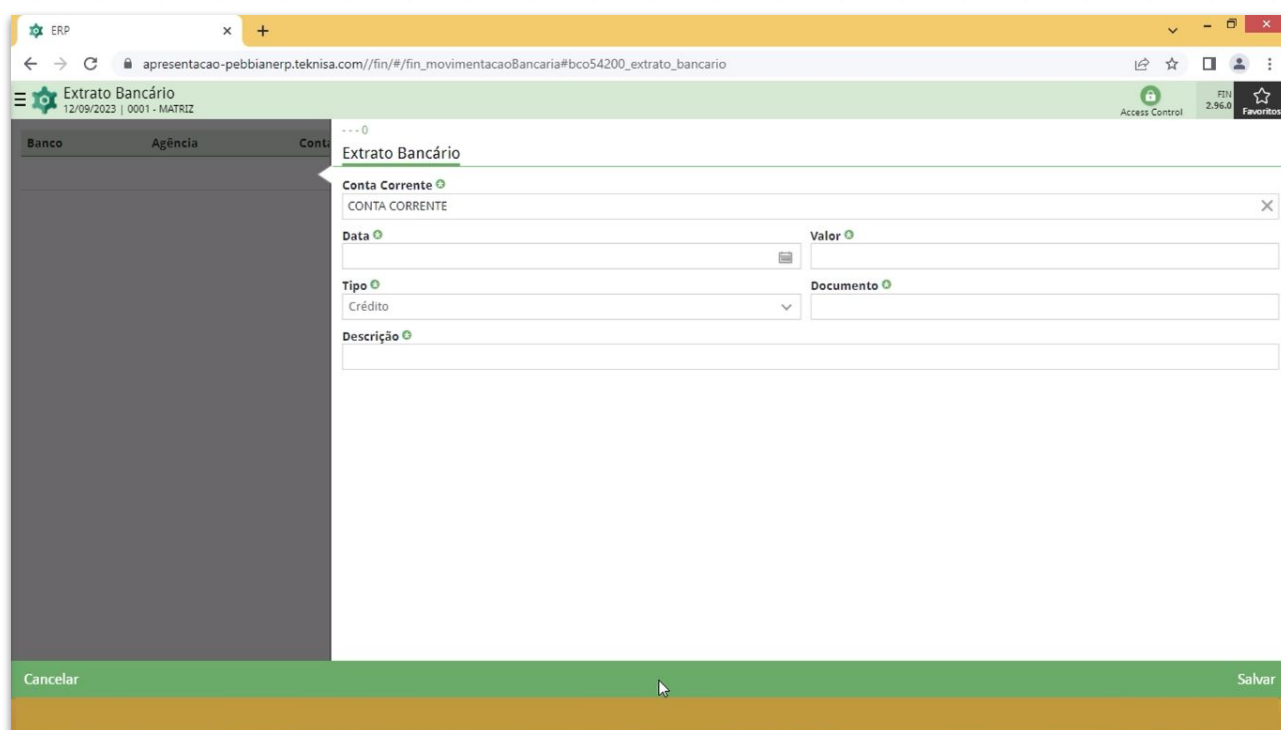 ERP
apresentacao-pebbianerp.teknisa.com//fin/#/fin_movimentacaoBancaria#bco54200_extrato_bancario
Extrato Bancário
12/09/2023 | 0001 - MATRIZ
Access Control
FIN
2.96.0
Favoritos
Banco Agência Conta
- - - 0
Extrato Bancário
Conta Corrente
CONTA CORRENTE
Data Valor
Tipo Documento
Crédito
Descrição
Cancelar Salvar